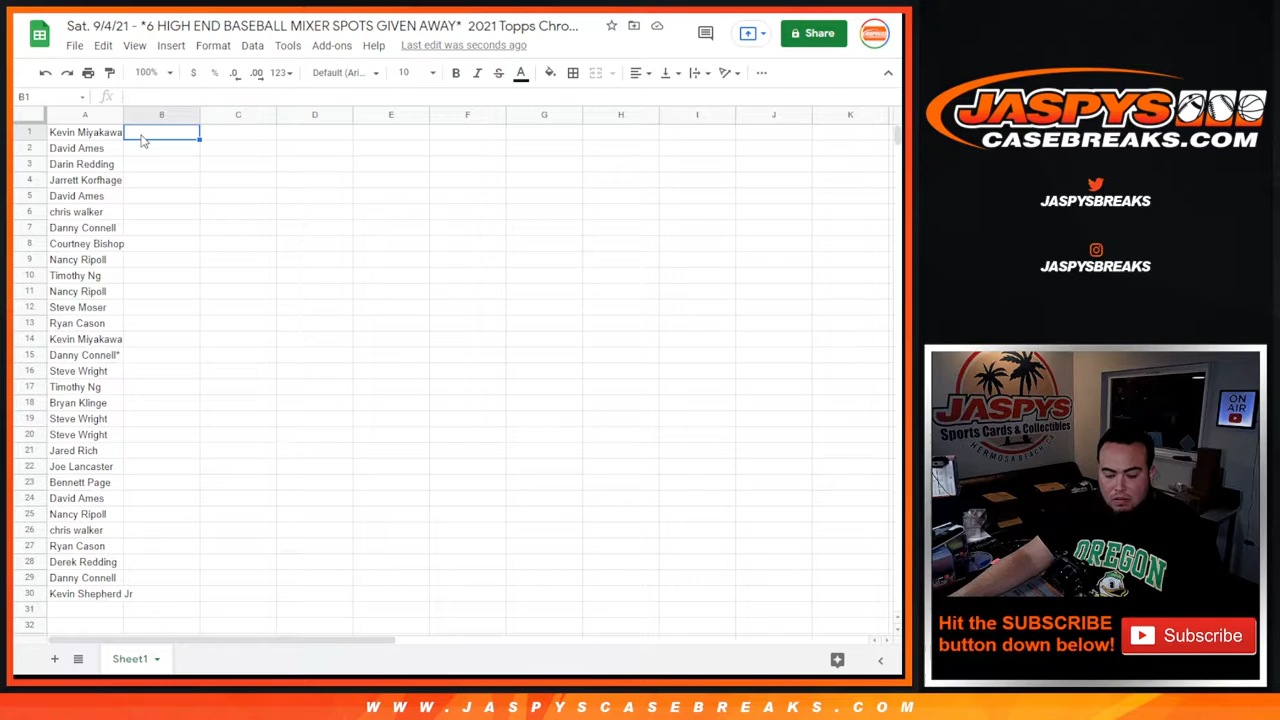 Sat. 9/4/21 - *6 HIGH END BASEBALL MIXER SPOTS GIVEN AWAY* 2021 Topps Chro...
File Edit View Insert Format Data Tools Add-ons Help Last edit was seconds ago
Share
100% $ % .0 .00 123 Default (Ari... 10 B I S A
B1 fx
A B C D E F G H I J K
1 Kevin Miyakawa
2 David Ames
3 Darin Redding
4 Jarrett Korfhage
5 David Ames
6 chris walker
7 Danny Connell
8 Courtney Bishop
9 Nancy Ripoll
10 Timothy Ng
11 Nancy Ripoll
12 Steve Moser
13 Ryan Cason
14 Kevin Miyakawa
15 Danny Connell*
16 Steve Wright
17 Timothy Ng
18 Bryan Klinge
19 Steve Wright
20 Steve Wright
21 Jared Rich
22 Joe Lancaster
23 Bennett Page
24 David Ames
25 Nancy Ripoll
26 chris walker
27 Ryan Cason
28 Derek Redding
29 Danny Connell
30 Kevin Shepherd Jr
31
32
Sheet1
JASPYS
CASEBREAKS.COM
JASPYSBREAKS
JASPYSBREAKS
JASPYS
Sports Cards & Collectibles
HERMOSA BEACH, CA
ON AIR
OREGON
Hit the SUBSCRIBE
button down below!
Subscribe
WWW.JASPYSCASEBREAKS.COM